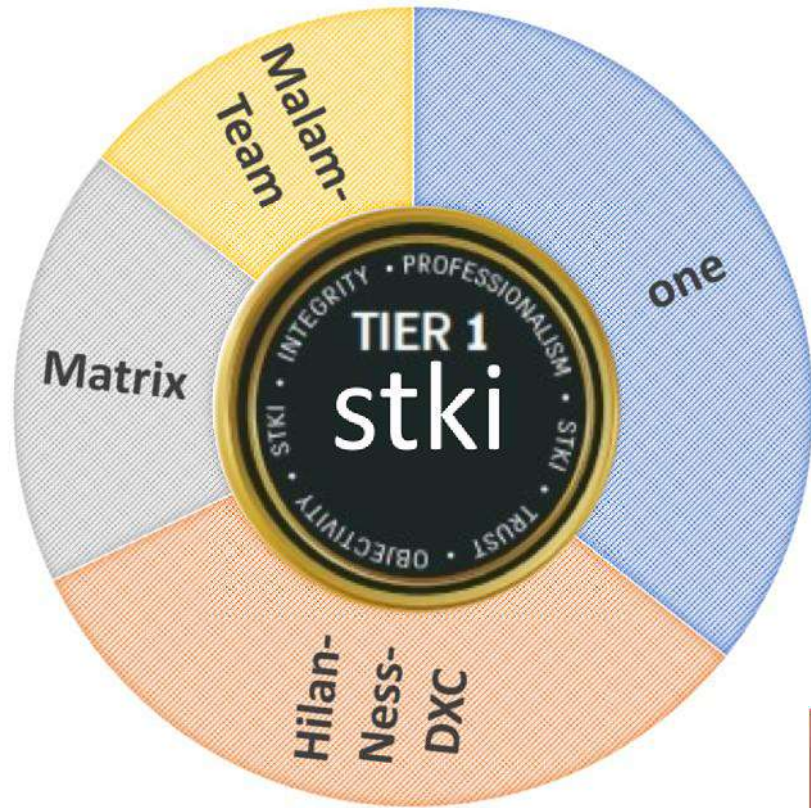 Malam-
Team
one
Matrix
Hilan-
Ness-
DXC
TIER 1
stki
STKI • INTEGRITY • PROFESSIONALISM • STKI • TRUST • OBJECTIVITY •